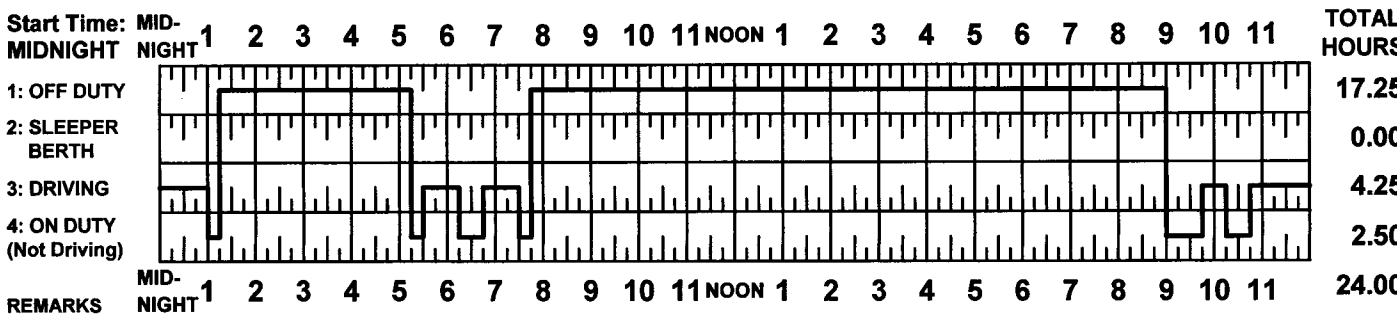 Start Time: MID- 1 2 3 4 5 6 7 8 9 10 11 NOON 1 2 3 4 5 6 7 8 9 10 11 TOTAL
MIDNIGHT NIGHT HOURS
1: OFF DUTY 17.25
2: SLEEPER
BERTH 0.00
3: DRIVING 4.25
4: ON DUTY
(Not Driving) 2.50
MID-
REMARKS NIGHT 1 2 3 4 5 6 7 8 9 10 11 NOON 1 2 3 4 5 6 7 8 9 10 11 24.00